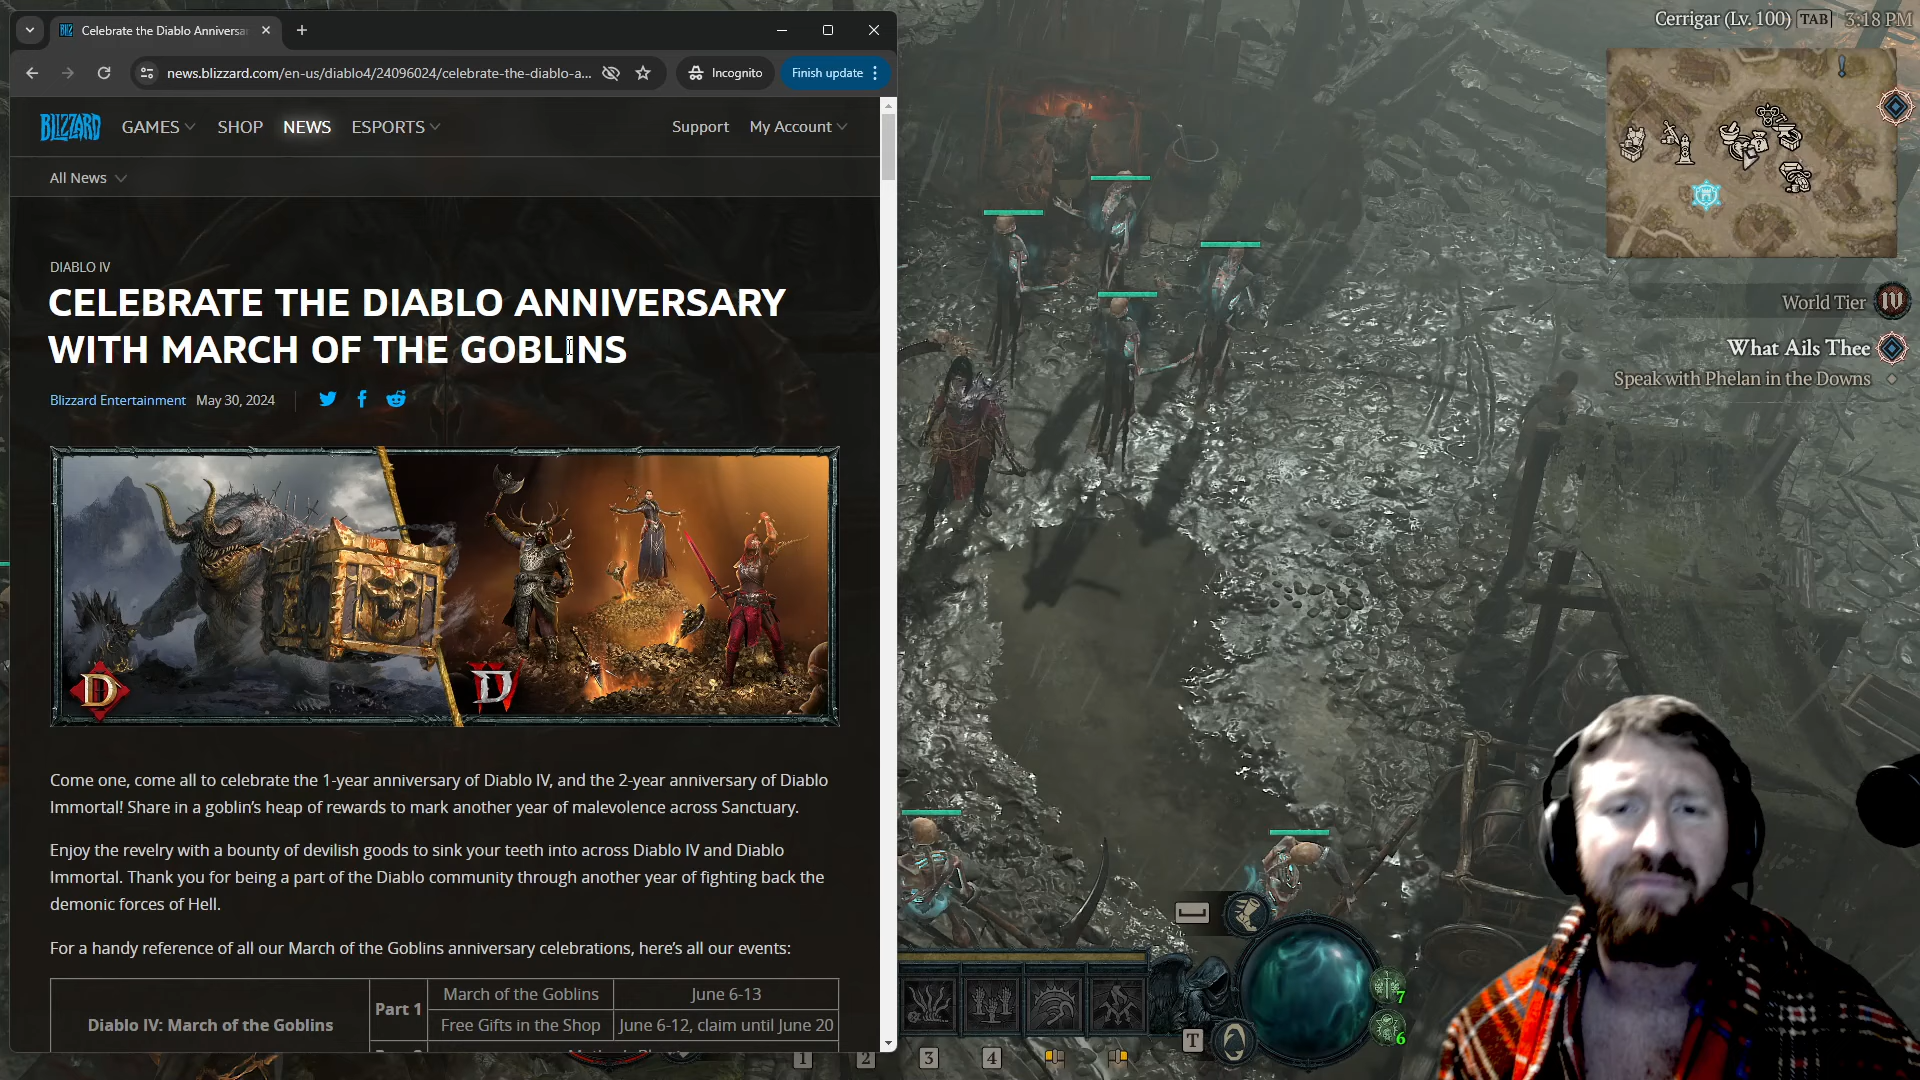 Celebrate the Diablo Anniversa
news.blizzard.com/en-us/diablo4/24096024/celebrate-the-diablo-a...
Incognito
Finish update
BLIZZARD
GAMES
SHOP
NEWS
ESPORTS
Support
My Account
All News
DIABLO IV
CELEBRATE THE DIABLO ANNIVERSARY
WITH MARCH OF THE GOBLINS
Blizzard Entertainment May 30, 2024
Come one, come all to celebrate the 1-year anniversary of Diablo IV, and the 2-year anniversary of Diablo
Immortal! Share in a goblin’s heap of rewards to mark another year of malevolence across Sanctuary.
Enjoy the revelry with a bounty of devilish goods to sink your teeth into across Diablo IV and Diablo
Immortal. Thank you for being a part of the Diablo community through another year of fighting back the
demonic forces of Hell.
For a handy reference of all our March of the Goblins anniversary celebrations, here’s all our events:
Diablo IV: March of the Goblins
Part 1
March of the Goblins
June 6-13
Free Gifts in the Shop
June 6-12, claim until June 20
Cerrigar (Lv. 100) TAB 3:18 PM
World Tier IV
What Ails Thee
Speak with Phelan in the Downs
7
6
T
1
2
3
4